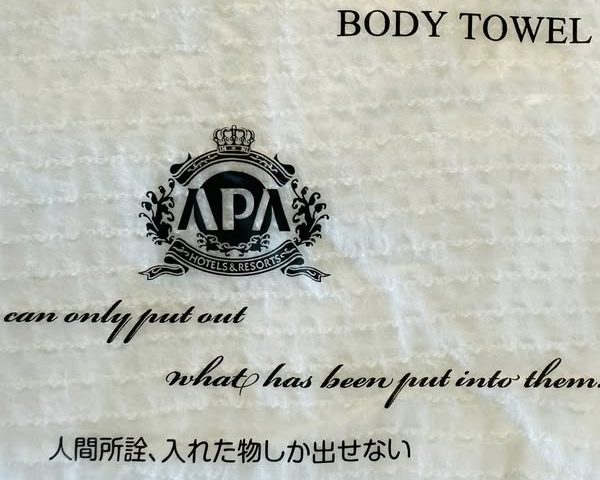 BODY TOWEL
APA
HOTELS & RESORTS
can only put out
what has been put into them.
人間所詮、入れた物しか出せない